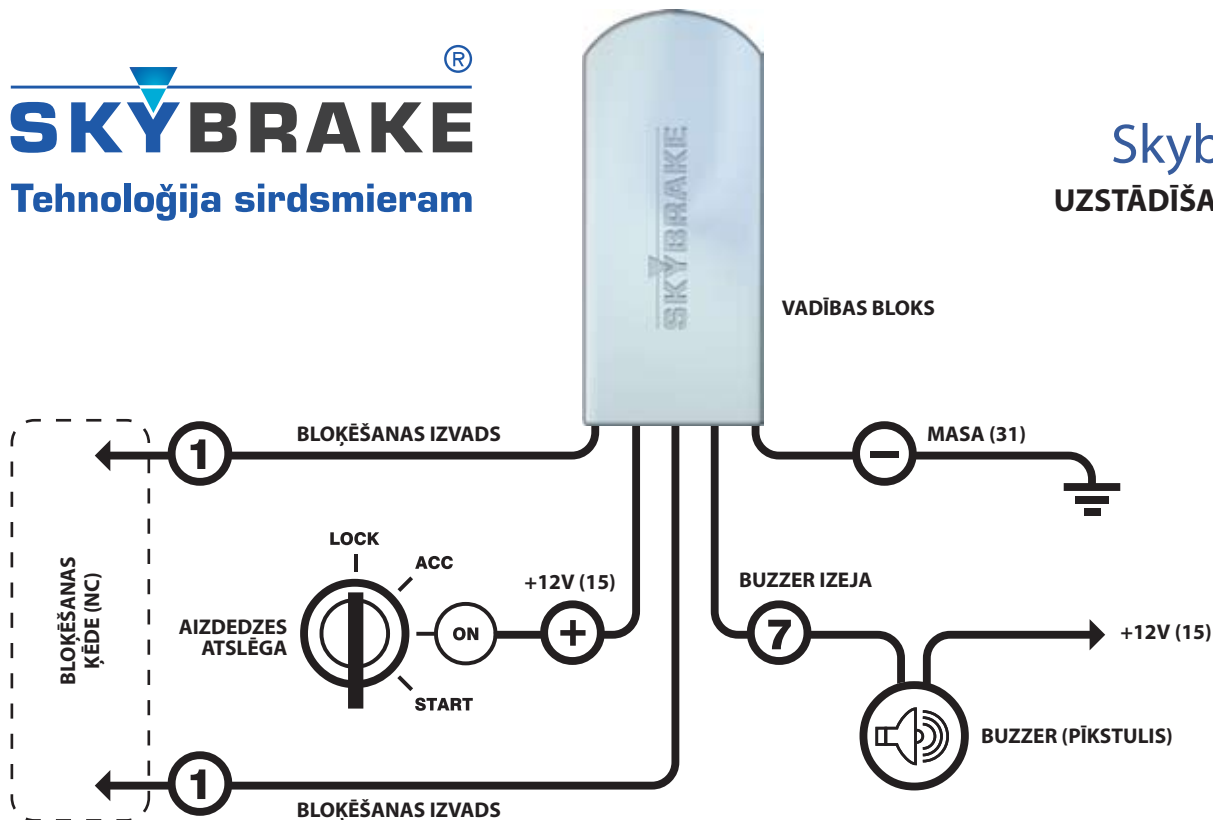 ®
SKYBRAKE
Tehnoloģija sirdsmieram
SKYBRAKE
Skyb
UZSTĀDĪŠA
VADĪBAS BLOKS
1
BLOĶĒŠANAS IZVADS
−
MASA (31)
BLOĶĒŠANAS
ĶĒDE (NC)
LOCK
ACC
ON
START
AIZDEDZES
ATSLĒGA
+12V (15)
+
BUZZER IZEJA
7
+12V (15)
BUZZER (PĪKSTULIS)
1
BLOĶĒŠANAS IZVADS